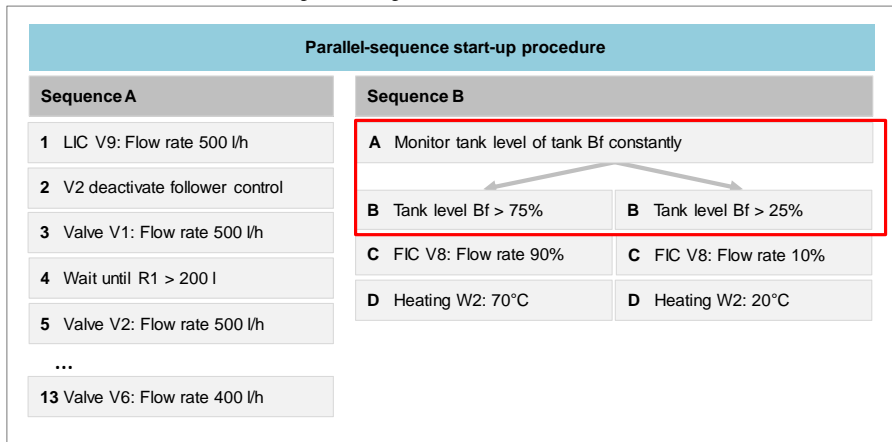 Parallel-sequence start-up procedure
Sequence A
1 LIC V9: Flow rate 500 l/h
2 V2 deactivate follower control
3 Valve V1: Flow rate 500 l/h
4 Wait until R1 > 200 l
5 Valve V2: Flow rate 500 l/h
...
13 Valve V6: Flow rate 400 l/h
Sequence B
A Monitor tank level of tank Bf constantly
B Tank level Bf > 75%
B Tank level Bf > 25%
C FIC V8: Flow rate 90%
C FIC V8: Flow rate 10%
D Heating W2: 70°C
D Heating W2: 20°C